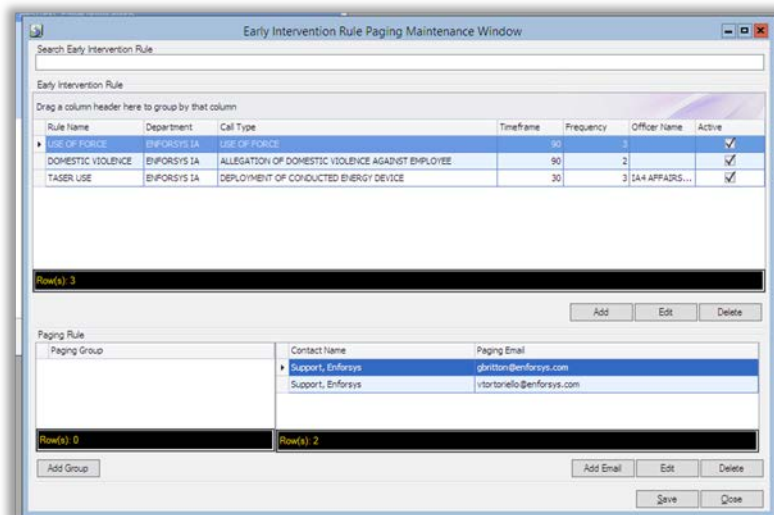 Early Intervention Rule Paging Maintenance Window
Search Early Intervention Rule
Early Intervention Rule
Drag a column header here to group by that column
Rule Name Department Call Type Timeframe Frequency Officer Name Active
USE OF FORCE ENFORSYS IA USE OF FORCE 90 3
DOMESTIC VIOLENCE ENFORSYS IA ALLEGATION OF DOMESTIC VIOLENCE AGAINST EMPLOYEE 90 2
TASER USE ENFORSYS IA DEPLOYMENT OF CONDUCTED ENERGY DEVICE 30 3 IA4 AFFAIRS...
Row(s): 3
Add Edit Delete
Paging Rule
Paging Group Contact Name Paging Email
Support, Enforsys gbritton@enforsys.com
Support, Enforsys vtortoriello@enforsys.com
Row(s): 0 Row(s): 2
Add Group Add Email Edit Delete
Save Close